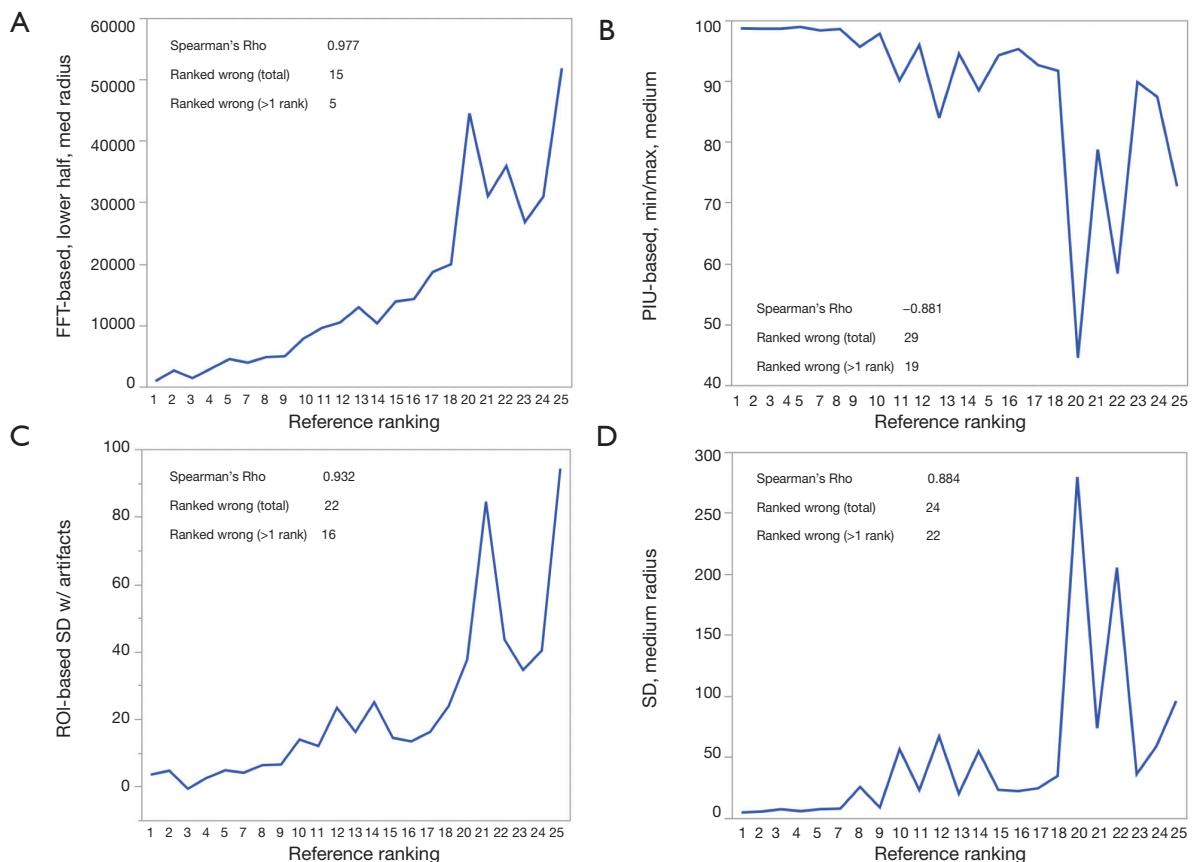 A
FFT-based, lower half, med radius
60000
50000
40000
30000
20000
10000
0
Spearman's Rho 0.977
Ranked wrong (total) 15
Ranked wrong (>1 rank) 5
1 2 3 4 5 7 8 9 10 11 12 13 14 15 16 17 18 20 21 22 23 24 25
Reference ranking
B
PIU-based, min/max, medium
100
90
80
70
60
50
40
Spearman's Rho −0.881
Ranked wrong (total) 29
Ranked wrong (>1 rank) 19
1 2 3 4 5 7 8 9 10 11 12 13 14 5 16 17 18 20 21 22 23 24 25
Reference ranking
C
ROI-based SD w/ artifacts
100
80
60
40
20
0
Spearman's Rho 0.932
Ranked wrong (total) 22
Ranked wrong (>1 rank) 16
1 2 3 4 5 7 8 9 10 11 12 13 14 15 16 17 18 20 21 22 23 24 25
Reference ranking
D
SD, medium radius
300
250
200
150
100
50
0
Spearman's Rho 0.884
Ranked wrong (total) 24
Ranked wrong (>1 rank) 22
1 2 3 4 5 7 8 9 10 11 12 13 14 15 16 17 18 20 21 22 23 24 25
Reference ranking